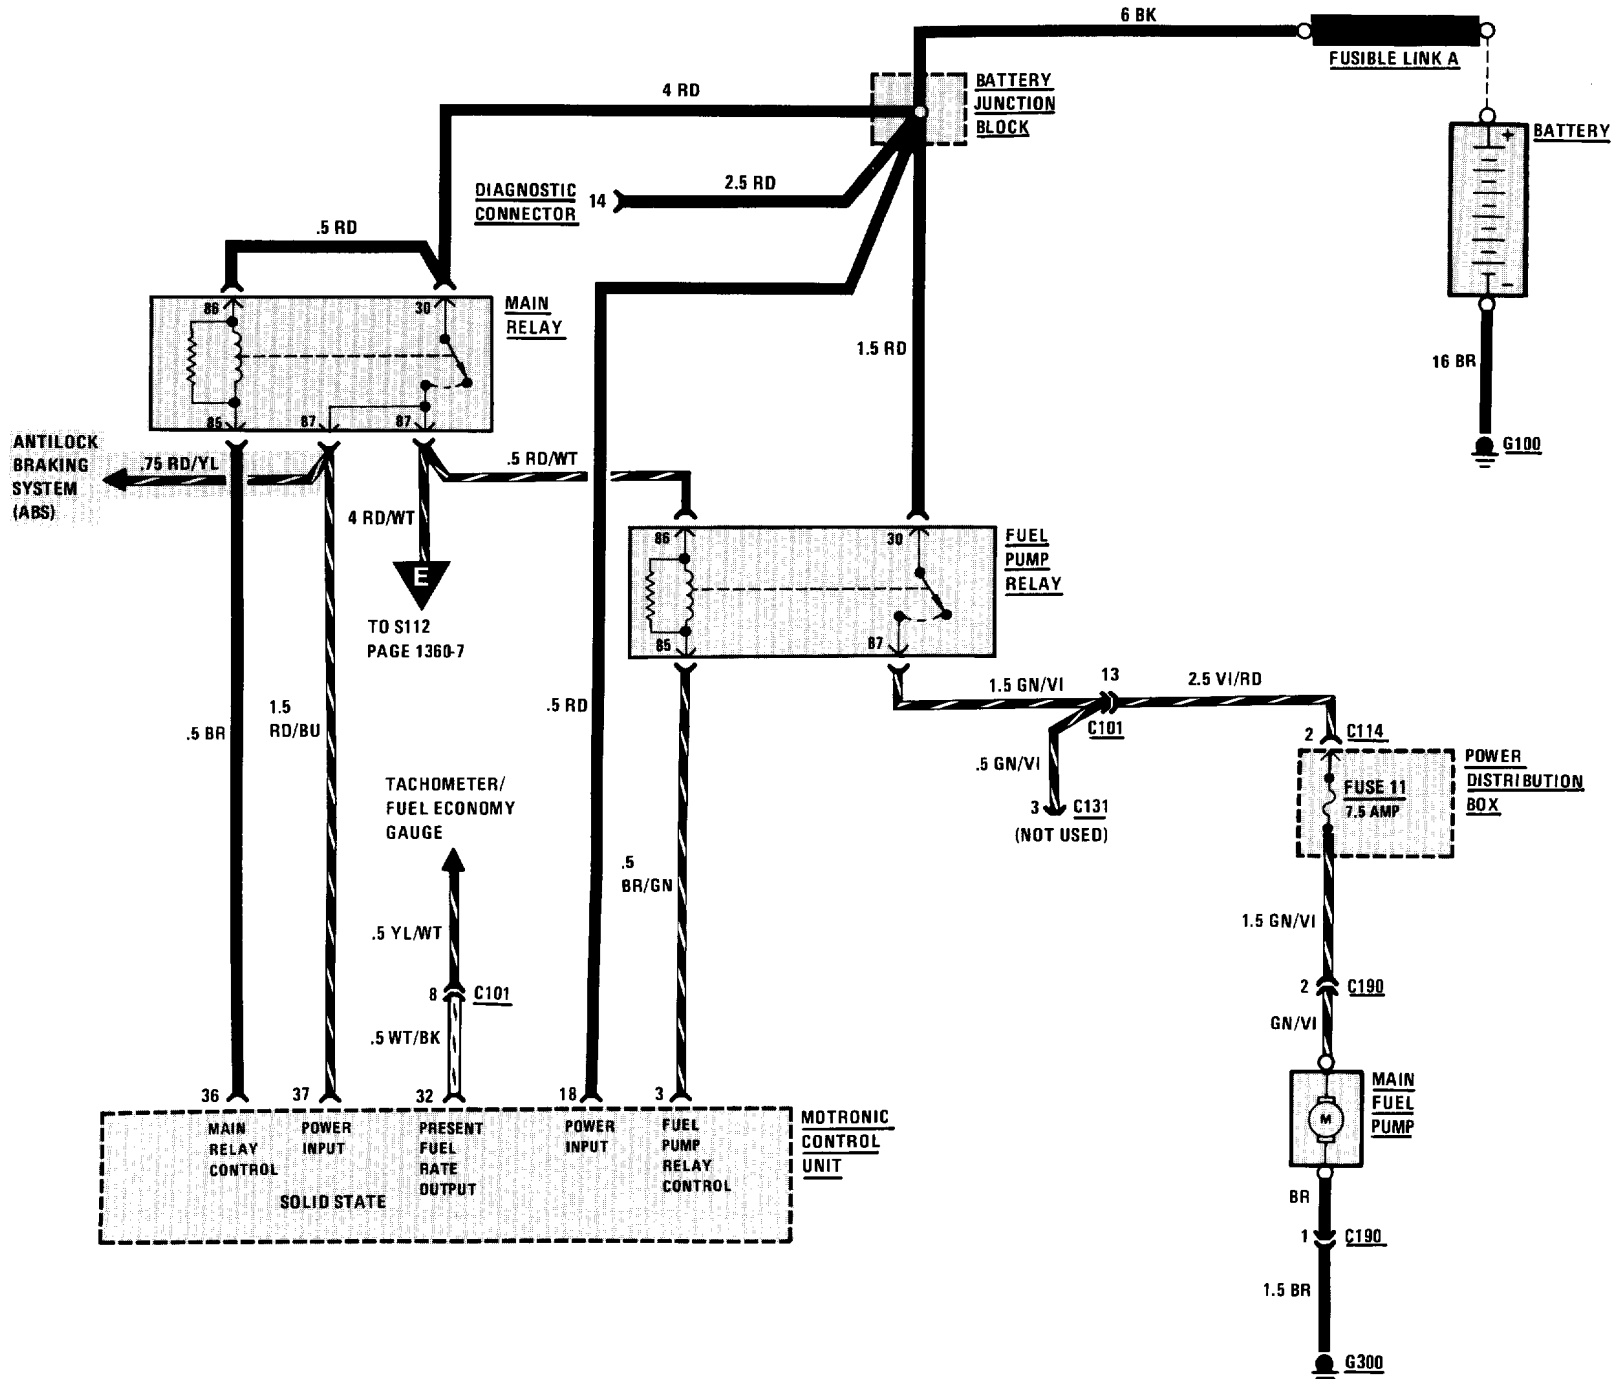 6 BK
FUSIBLE LINK A
BATTERY
JUNCTION
BLOCK
4 RD
+
BATTERY
−
DIAGNOSTIC
CONNECTOR
14
2.5 RD
.5 RD
86
30
MAIN
RELAY
1.5 RD
16 BR
G100
85
87
87
ANTILOCK
BRAKING
SYSTEM
(ABS)
.75 RD/YL
.5 RD/WT
4 RD/WT
E
TO S112
PAGE 1360-7
86
30
FUEL
PUMP
RELAY
85
87
1.5 GN/VI
13
C101
2.5 VI/RD
.5 GN/VI
3
C131
(NOT USED)
2
C114
POWER
DISTRIBUTION
BOX
FUSE 11
7.5 AMP
.5 BR
1.5
RD/BU
.5 RD
TACHOMETER/
FUEL ECONOMY
GAUGE
.5
BR/GN
.5 YL/WT
8
C101
.5 WT/BK
1.5 GN/VI
2
C190
GN/VI
MAIN
FUEL
PUMP
M
BR
1
C190
1.5 BR
G300
36
37
32
18
3
MAIN
RELAY
CONTROL
POWER
INPUT
PRESENT
FUEL
RATE
OUTPUT
POWER
INPUT
FUEL
PUMP
RELAY
CONTROL
SOLID STATE
MOTRONIC
CONTROL
UNIT